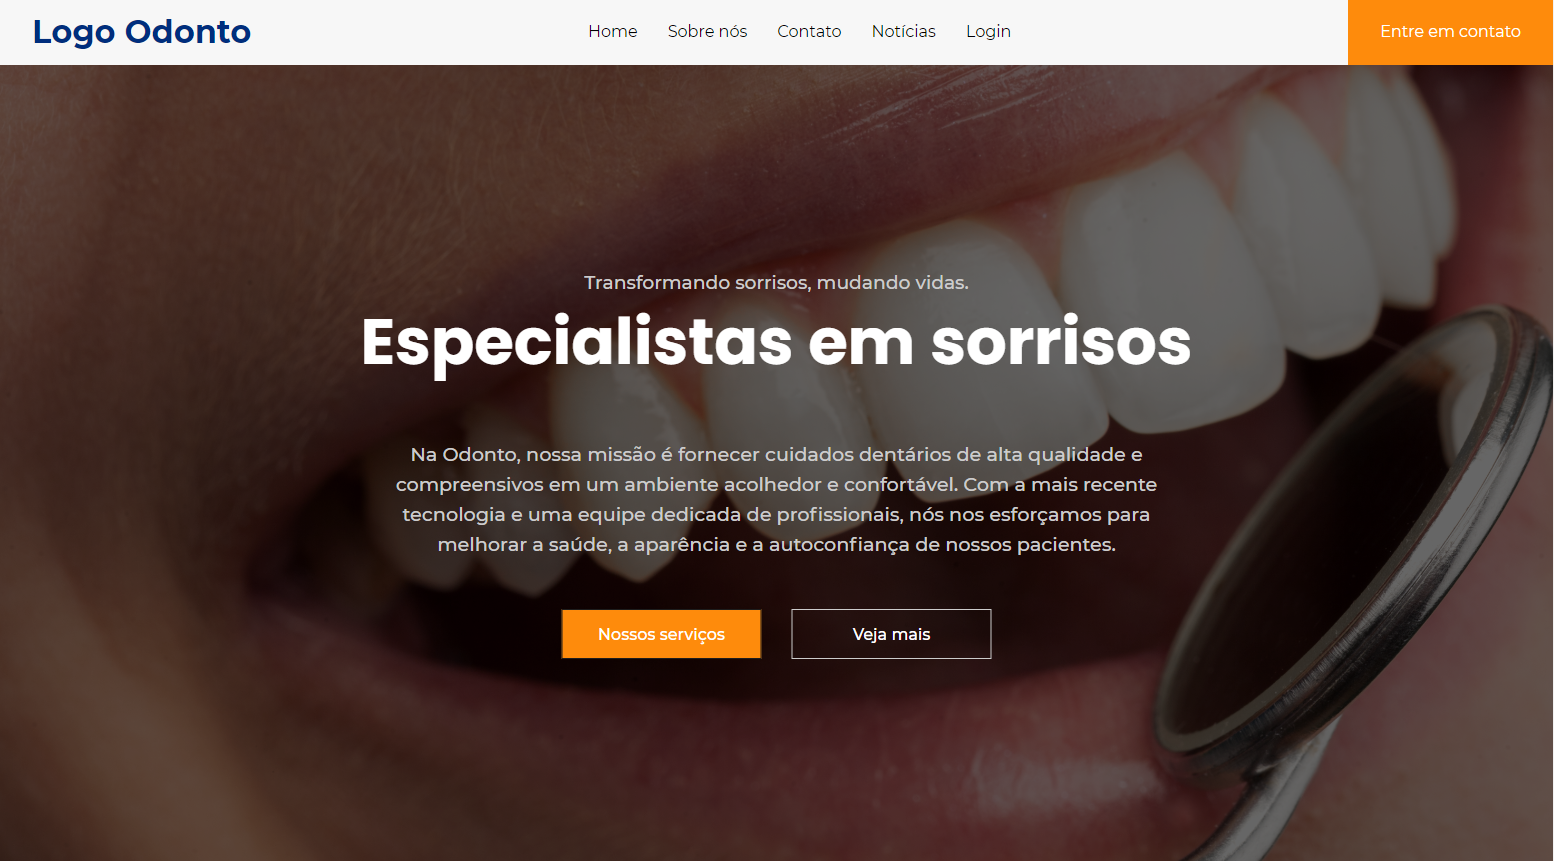 Logo Odonto
Home Sobre nós Contato Notícias Login
Entre em contato
Transformando sorrisos, mudando vidas.
Especialistas em sorrisos
Na Odonto, nossa missão é fornecer cuidados dentários de alta qualidade e
compreensivos em um ambiente acolhedor e confortável. Com a mais recente
tecnologia e uma equipe dedicada de profissionais, nós nos esforçamos para
melhorar a saúde, a aparência e a autoconfiança de nossos pacientes.
Nossos serviços
Veja mais